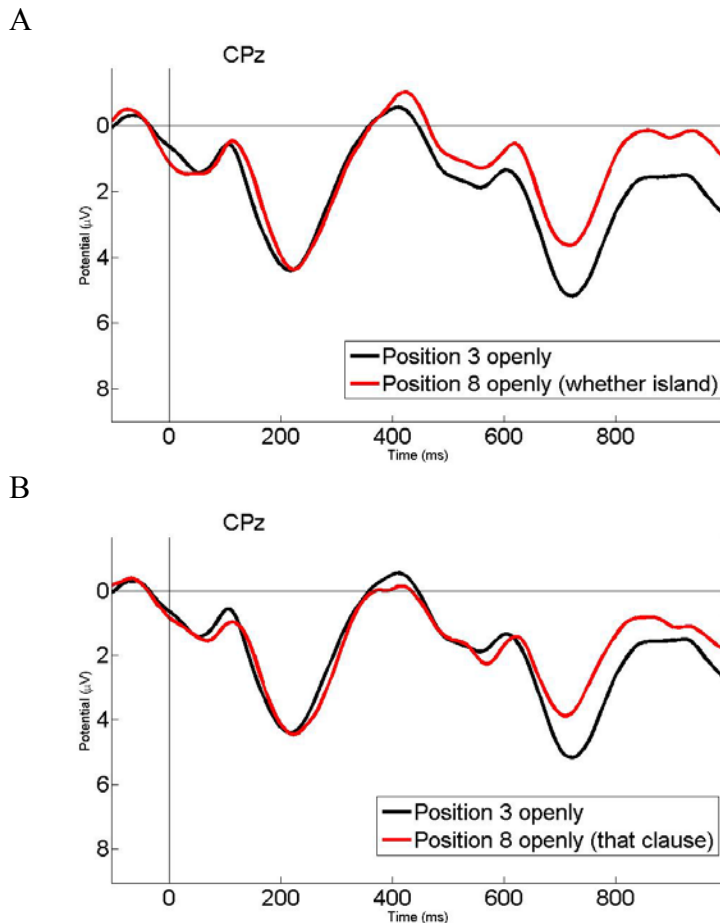 A
CPz
0
2
4
6
8
Potential (µV)
Position 3 openly
Position 8 openly (whether island)
0 200 400 600 800
Time (ms)
B
CPz
0
2
4
6
8
Potential (µV)
Position 3 openly
Position 8 openly (that clause)
0 200 400 600 800
Time (ms)